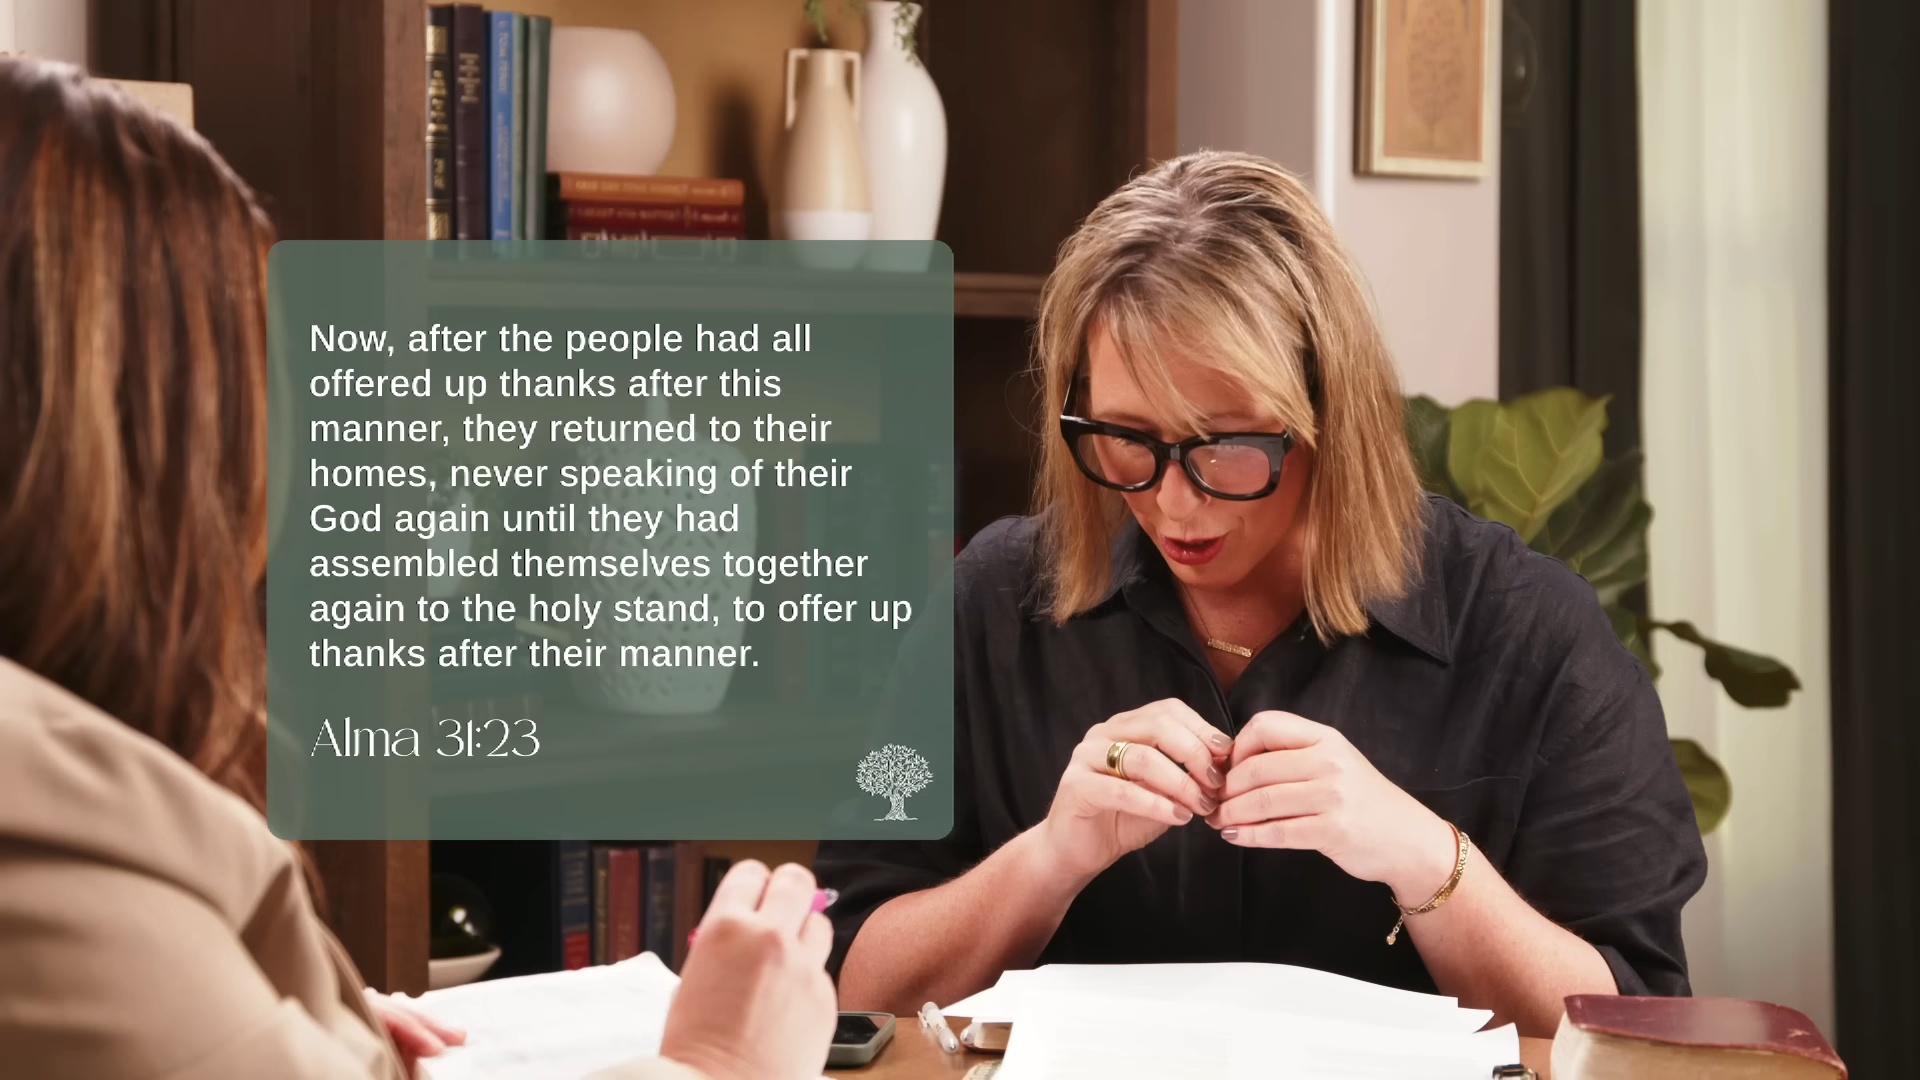 Now, after the people had all
offered up thanks after this
manner, they returned to their
homes, never speaking of their
God again until they had
assembled themselves together
again to the holy stand, to offer up
thanks after their manner.
Alma 31:23